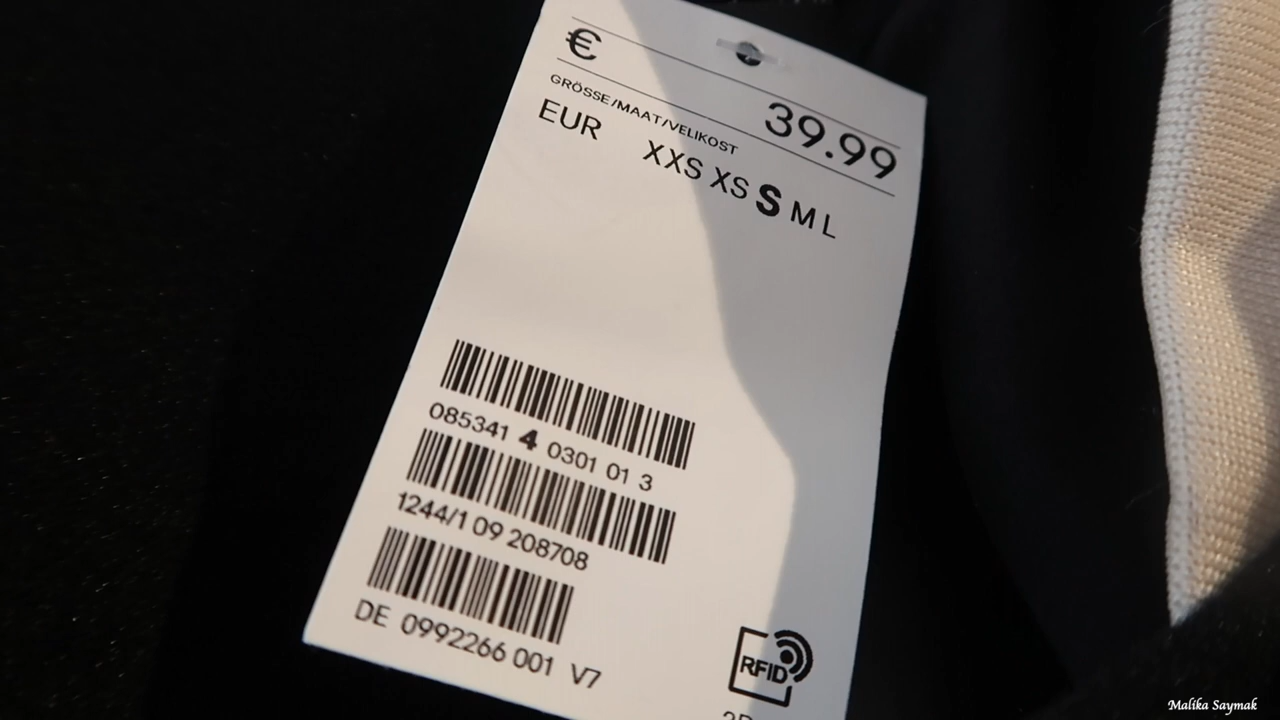 € 39.99
GRÖSSE/MAAT/VELIKOST
EUR XXS XS S M L
085341 4 0301 01 3
1244/1 09 208708
DE 0992266 001 V7
RFID
Malika Saymak